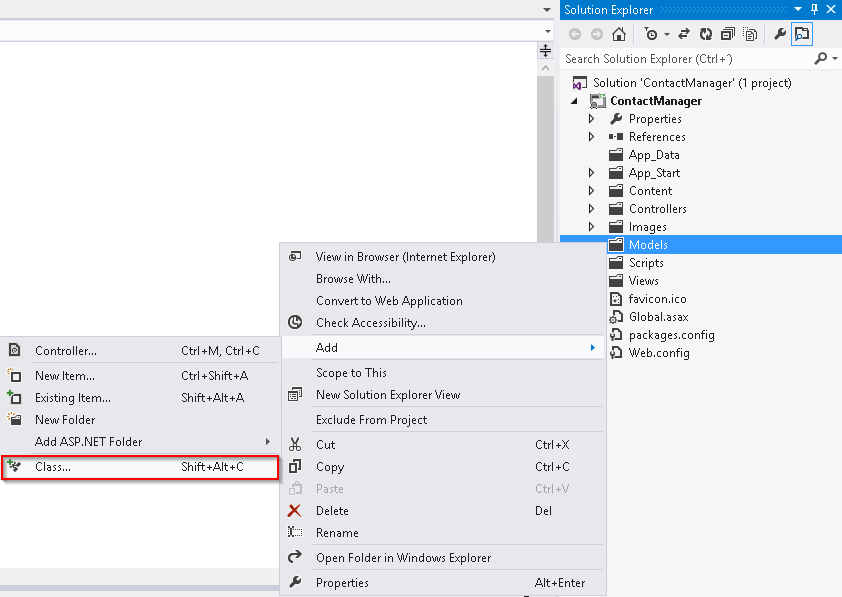 Solution Explorer
Search Solution Explorer (Ctrl+¨)
Solution 'ContactManager' (1 project)
ContactManager
Properties
References
App_Data
App_Start
Content
Controllers
Images
Models
Scripts
Views
favicon.ico
Global.asax
packages.config
Web.config
View in Browser (Internet Explorer)
Browse With...
Convert to Web Application
Check Accessibility...
Add
Scope to This
New Solution Explorer View
Exclude From Project
Cut Ctrl+X
Copy Ctrl+C
Paste Ctrl+V
Delete Del
Rename
Open Folder in Windows Explorer
Properties Alt+Enter
Controller... Ctrl+M, Ctrl+C
New Item... Ctrl+Shift+A
Existing Item... Shift+Alt+A
New Folder
Add ASP.NET Folder
Class... Shift+Alt+C